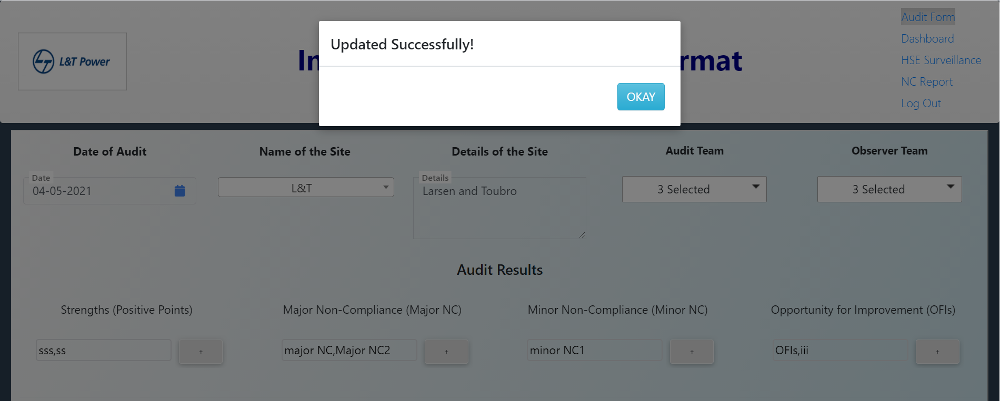 L&T Power
Updated Successfully!
OKAY
In
rmat
Audit Form
Dashboard
HSE Surveillance
NC Report
Log Out
Date of Audit
Name of the Site
Details of the Site
Audit Team
Observer Team
Date
04-05-2021
L&T
Details
Larsen and Toubro
3 Selected
3 Selected
Audit Results
Strengths (Positive Points)
Major Non-Compliance (Major NC)
Minor Non-Compliance (Minor NC)
Opportunity for Improvement (OFIs)
sss,ss
+
major NC,Major NC2
+
minor NC1
+
OFIs,iii
+